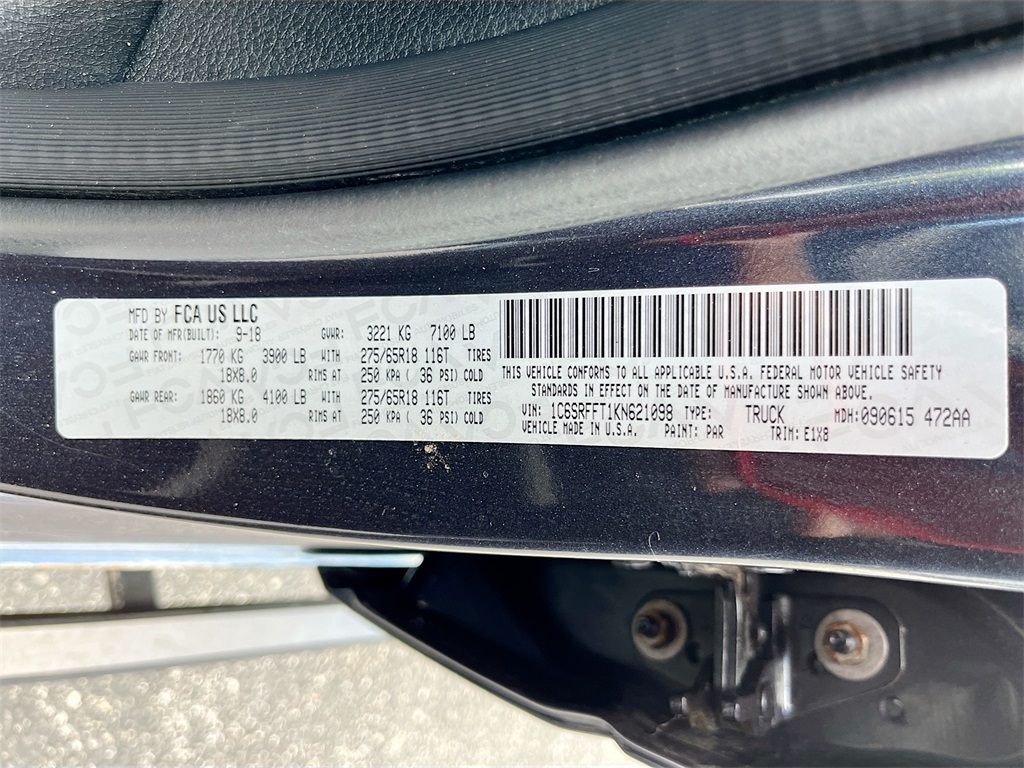 MFD BY FCA US LLC
DATE OF MFR(BUILT): 9-18 GVWR: 3221 KG 7100 LB
GAWR FRONT: 1770 KG 3900 LB WITH 275/65R18 116T TIRES
18X8.0 RIMS AT 250 KPA ( 36 PSI) COLD
GAWR REAR: 1860 KG 4100 LB WITH 275/65R18 116T TIRES
18X8.0 RIMS AT 250 KPA ( 36 PSI) COLD
THIS VEHICLE CONFORMS TO ALL APPLICABLE U.S.A. FEDERAL MOTOR VEHICLE SAFETY
STANDARDS IN EFFECT ON THE DATE OF MANUFACTURE SHOWN ABOVE.
VIN: 1C6SRFFT1KN621098 TYPE: TRUCK MDH: 090615 472AA
VEHICLE MADE IN U.S.A. PAINT: PAR TRIM: E1X8